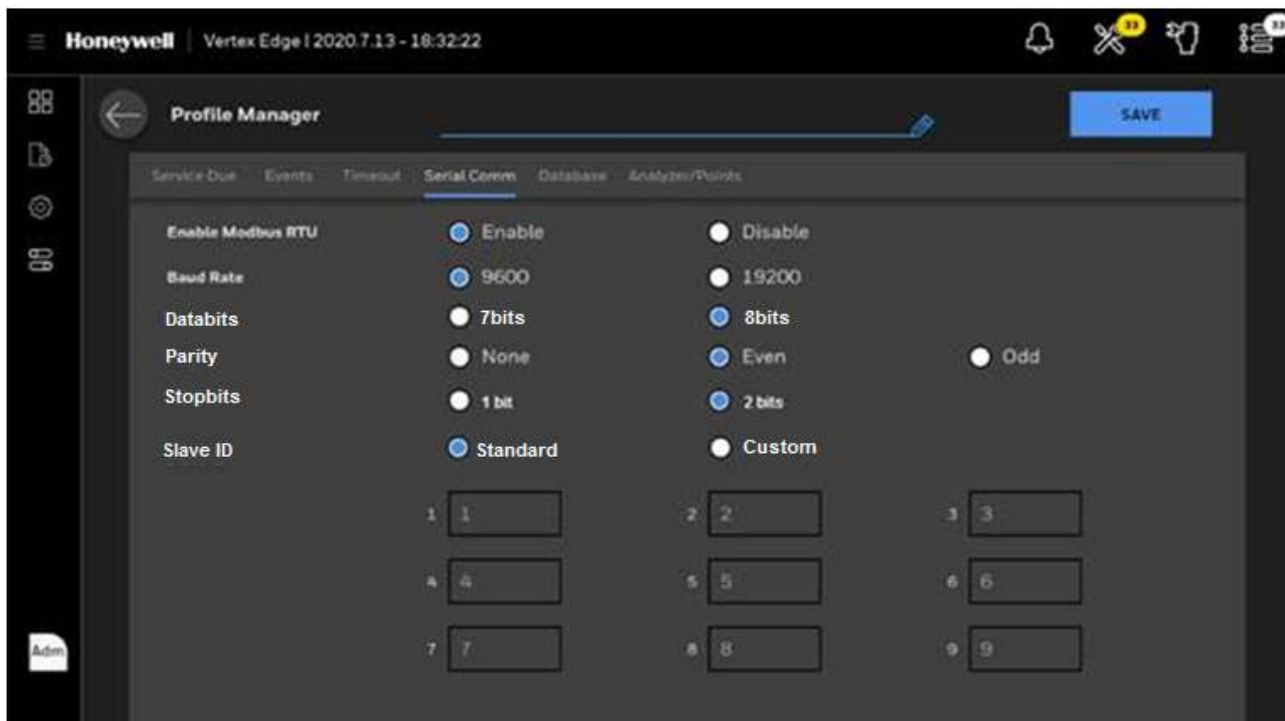 Honeywell | Vertex Edge | 2020.7.13 - 18:32:22 33 33
Profile Manager SAVE
Service Due Events Timeout Serial Comm Database Analyzer/Points
Enable Modbus RTU Enable Disable
Baud Rate 9600 19200
Databits 7bits 8bits
Parity None Even Odd
Stopbits 1 bit 2 bits
Slave ID Standard Custom
1 1 2 2 3 3
4 4 5 5 6 6
7 7 8 8 9 9
Adm